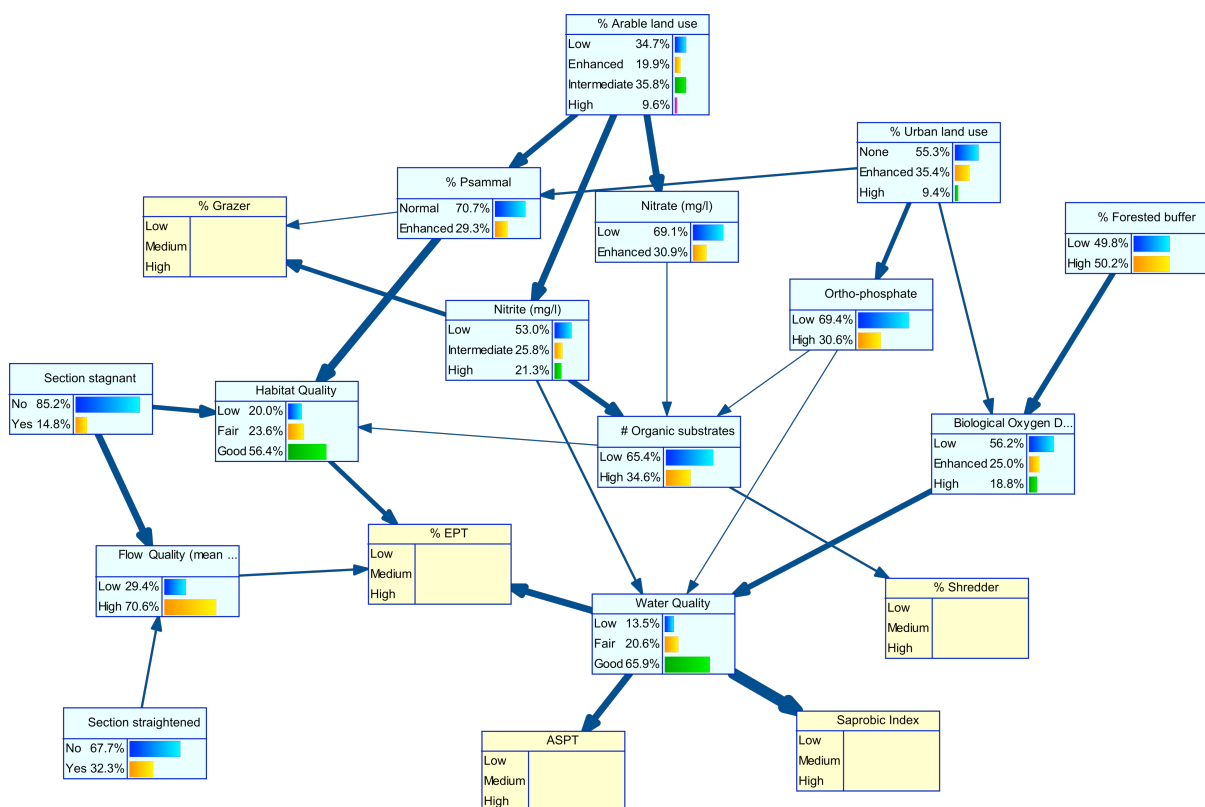 % Arable land use
Low 34.7%
Enhanced 19.9%
Intermediate 35.8%
High 9.6%
% Urban land use
None 55.3%
Enhanced 35.4%
High 9.4%
% Psammal
Normal 70.7%
Enhanced 29.3%
Nitrate (mg/l)
Low 69.1%
Enhanced 30.9%
% Grazer
Low
Medium
High
% Forested buffer
Low 49.8%
High 50.2%
Ortho-phosphate
Low 69.4%
High 30.6%
Nitrite (mg/l)
Low 53.0%
Intermediate 25.8%
High 21.3%
Section stagnant
No 85.2%
Yes 14.8%
Habitat Quality
Low 20.0%
Fair 23.6%
Good 56.4%
# Organic substrates
Low 65.4%
High 34.6%
Biological Oxygen D...
Low 56.2%
Enhanced 25.0%
High 18.8%
% EPT
Low
Medium
High
Flow Quality (mean ...
Low 29.4%
High 70.6%
% Shredder
Low
Medium
High
Water Quality
Low 13.5%
Fair 20.6%
Good 65.9%
Section straightened
No 67.7%
Yes 32.3%
Saprobic Index
Low
Medium
High
ASPT
Low
Medium
High